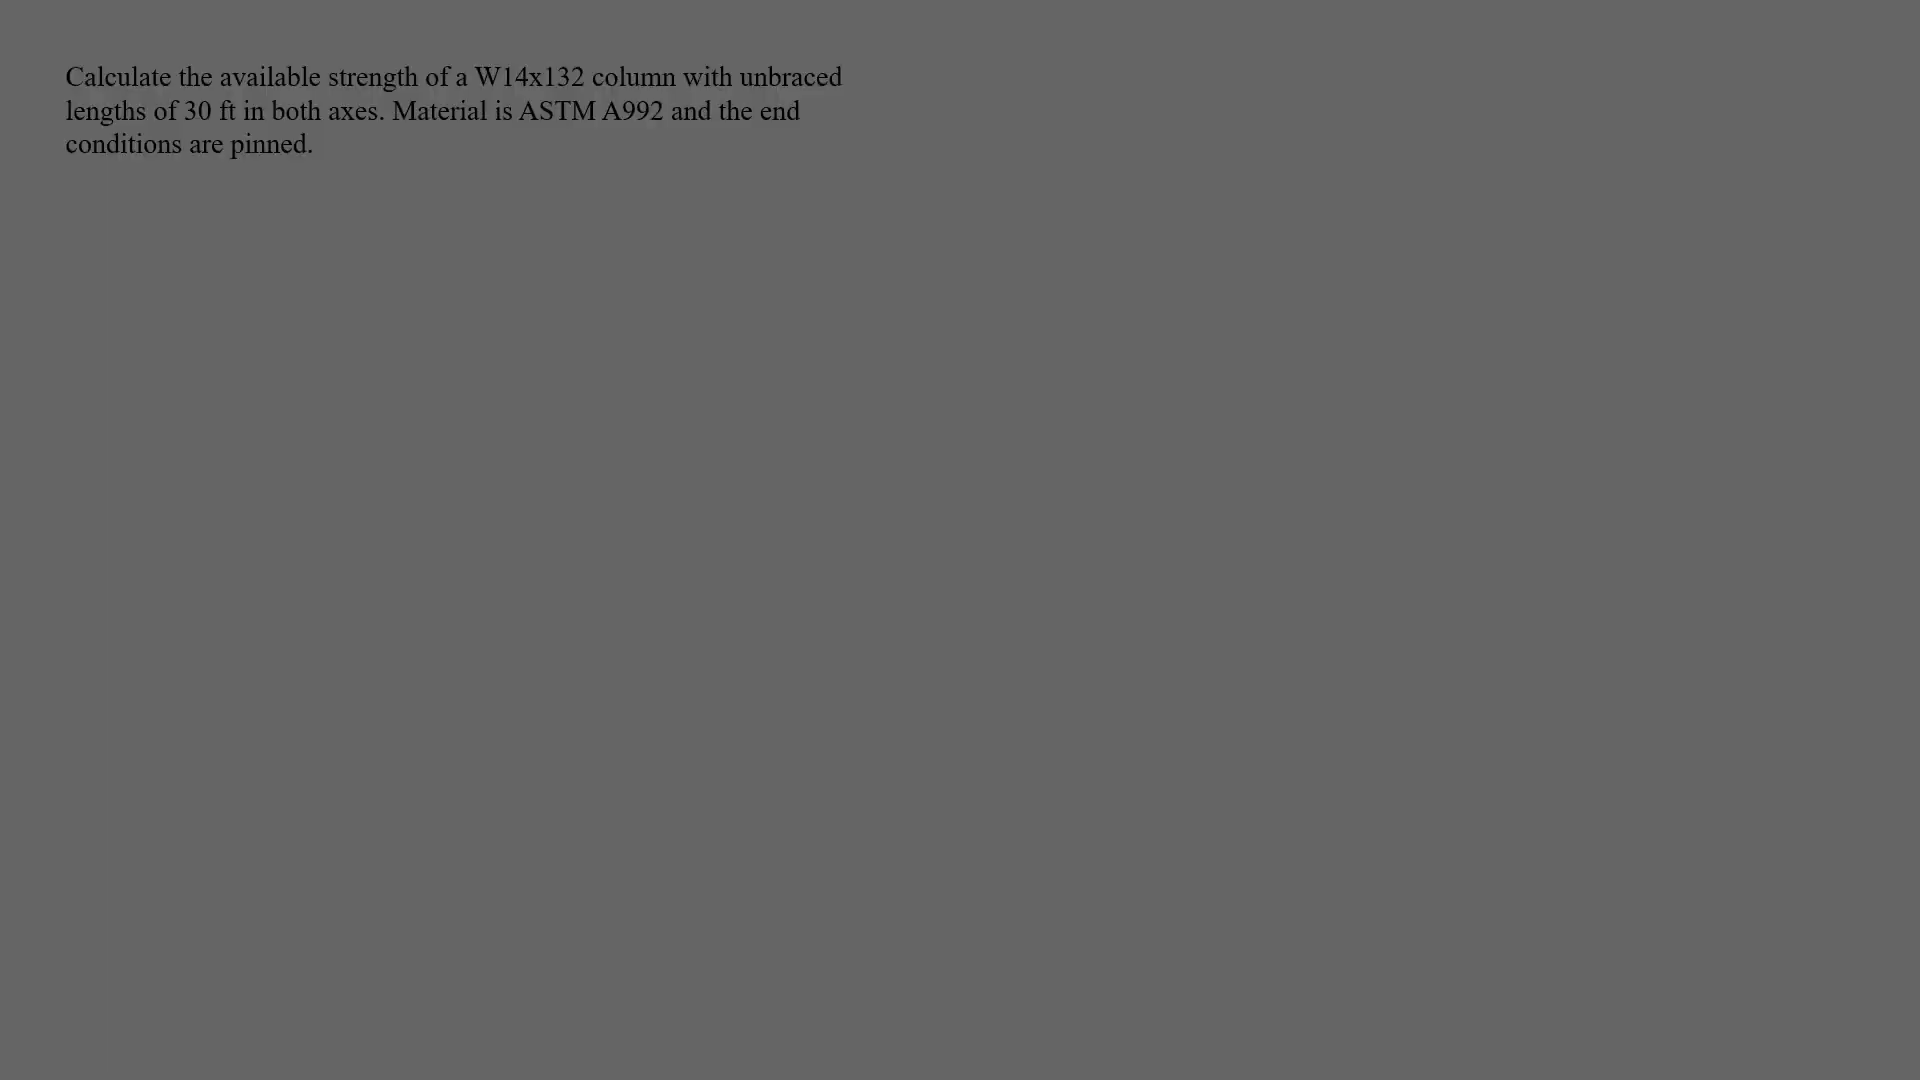 Calculate the available strength of a W14x132 column with unbraced
lengths of 30 ft in both axes. Material is ASTM A992 and the end
conditions are pinned.